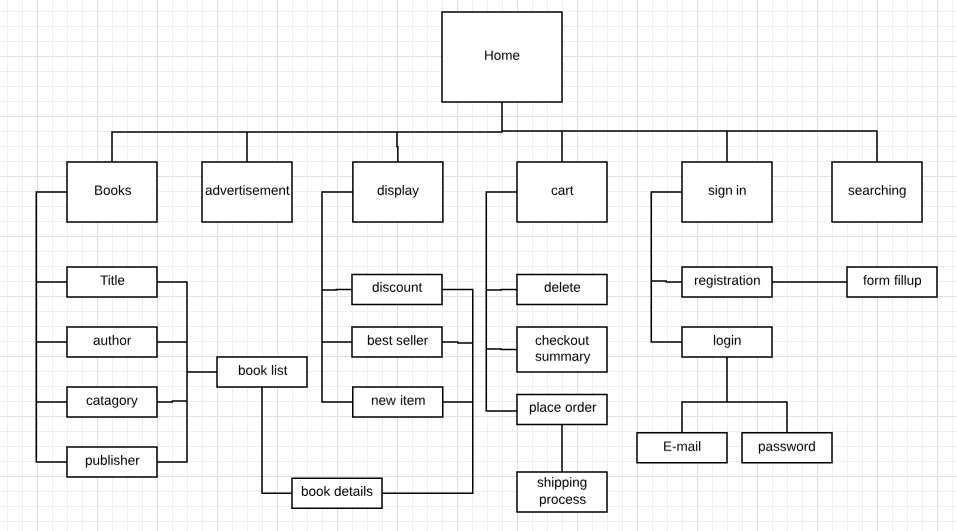 Home
Books
advertisement
display
cart
sign in
searching
Title
discount
delete
registration
form fillup
author
best seller
checkout
summary
login
book list
catagory
new item
place order
publisher
E-mail
password
book details
shipping
process